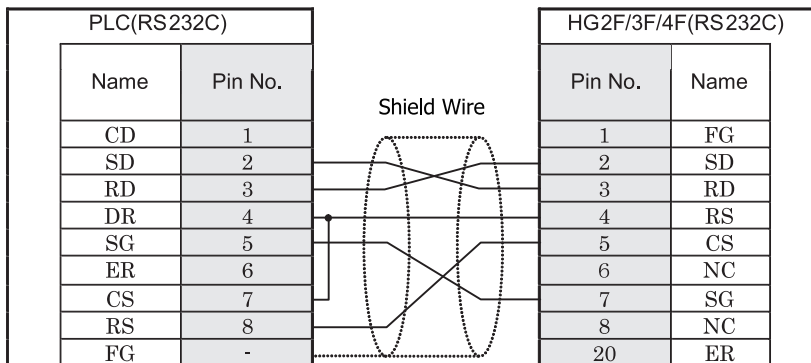 PLC(RS232C) HG2F/3F/4F(RS232C)
Name Pin No. Pin No. Name
Shield Wire
CD 1 1 FG
SD 2 2 SD
RD 3 3 RD
DR 4 4 RS
SG 5 5 CS
ER 6 6 NC
CS 7 7 SG
RS 8 8 NC
FG - 20 ER